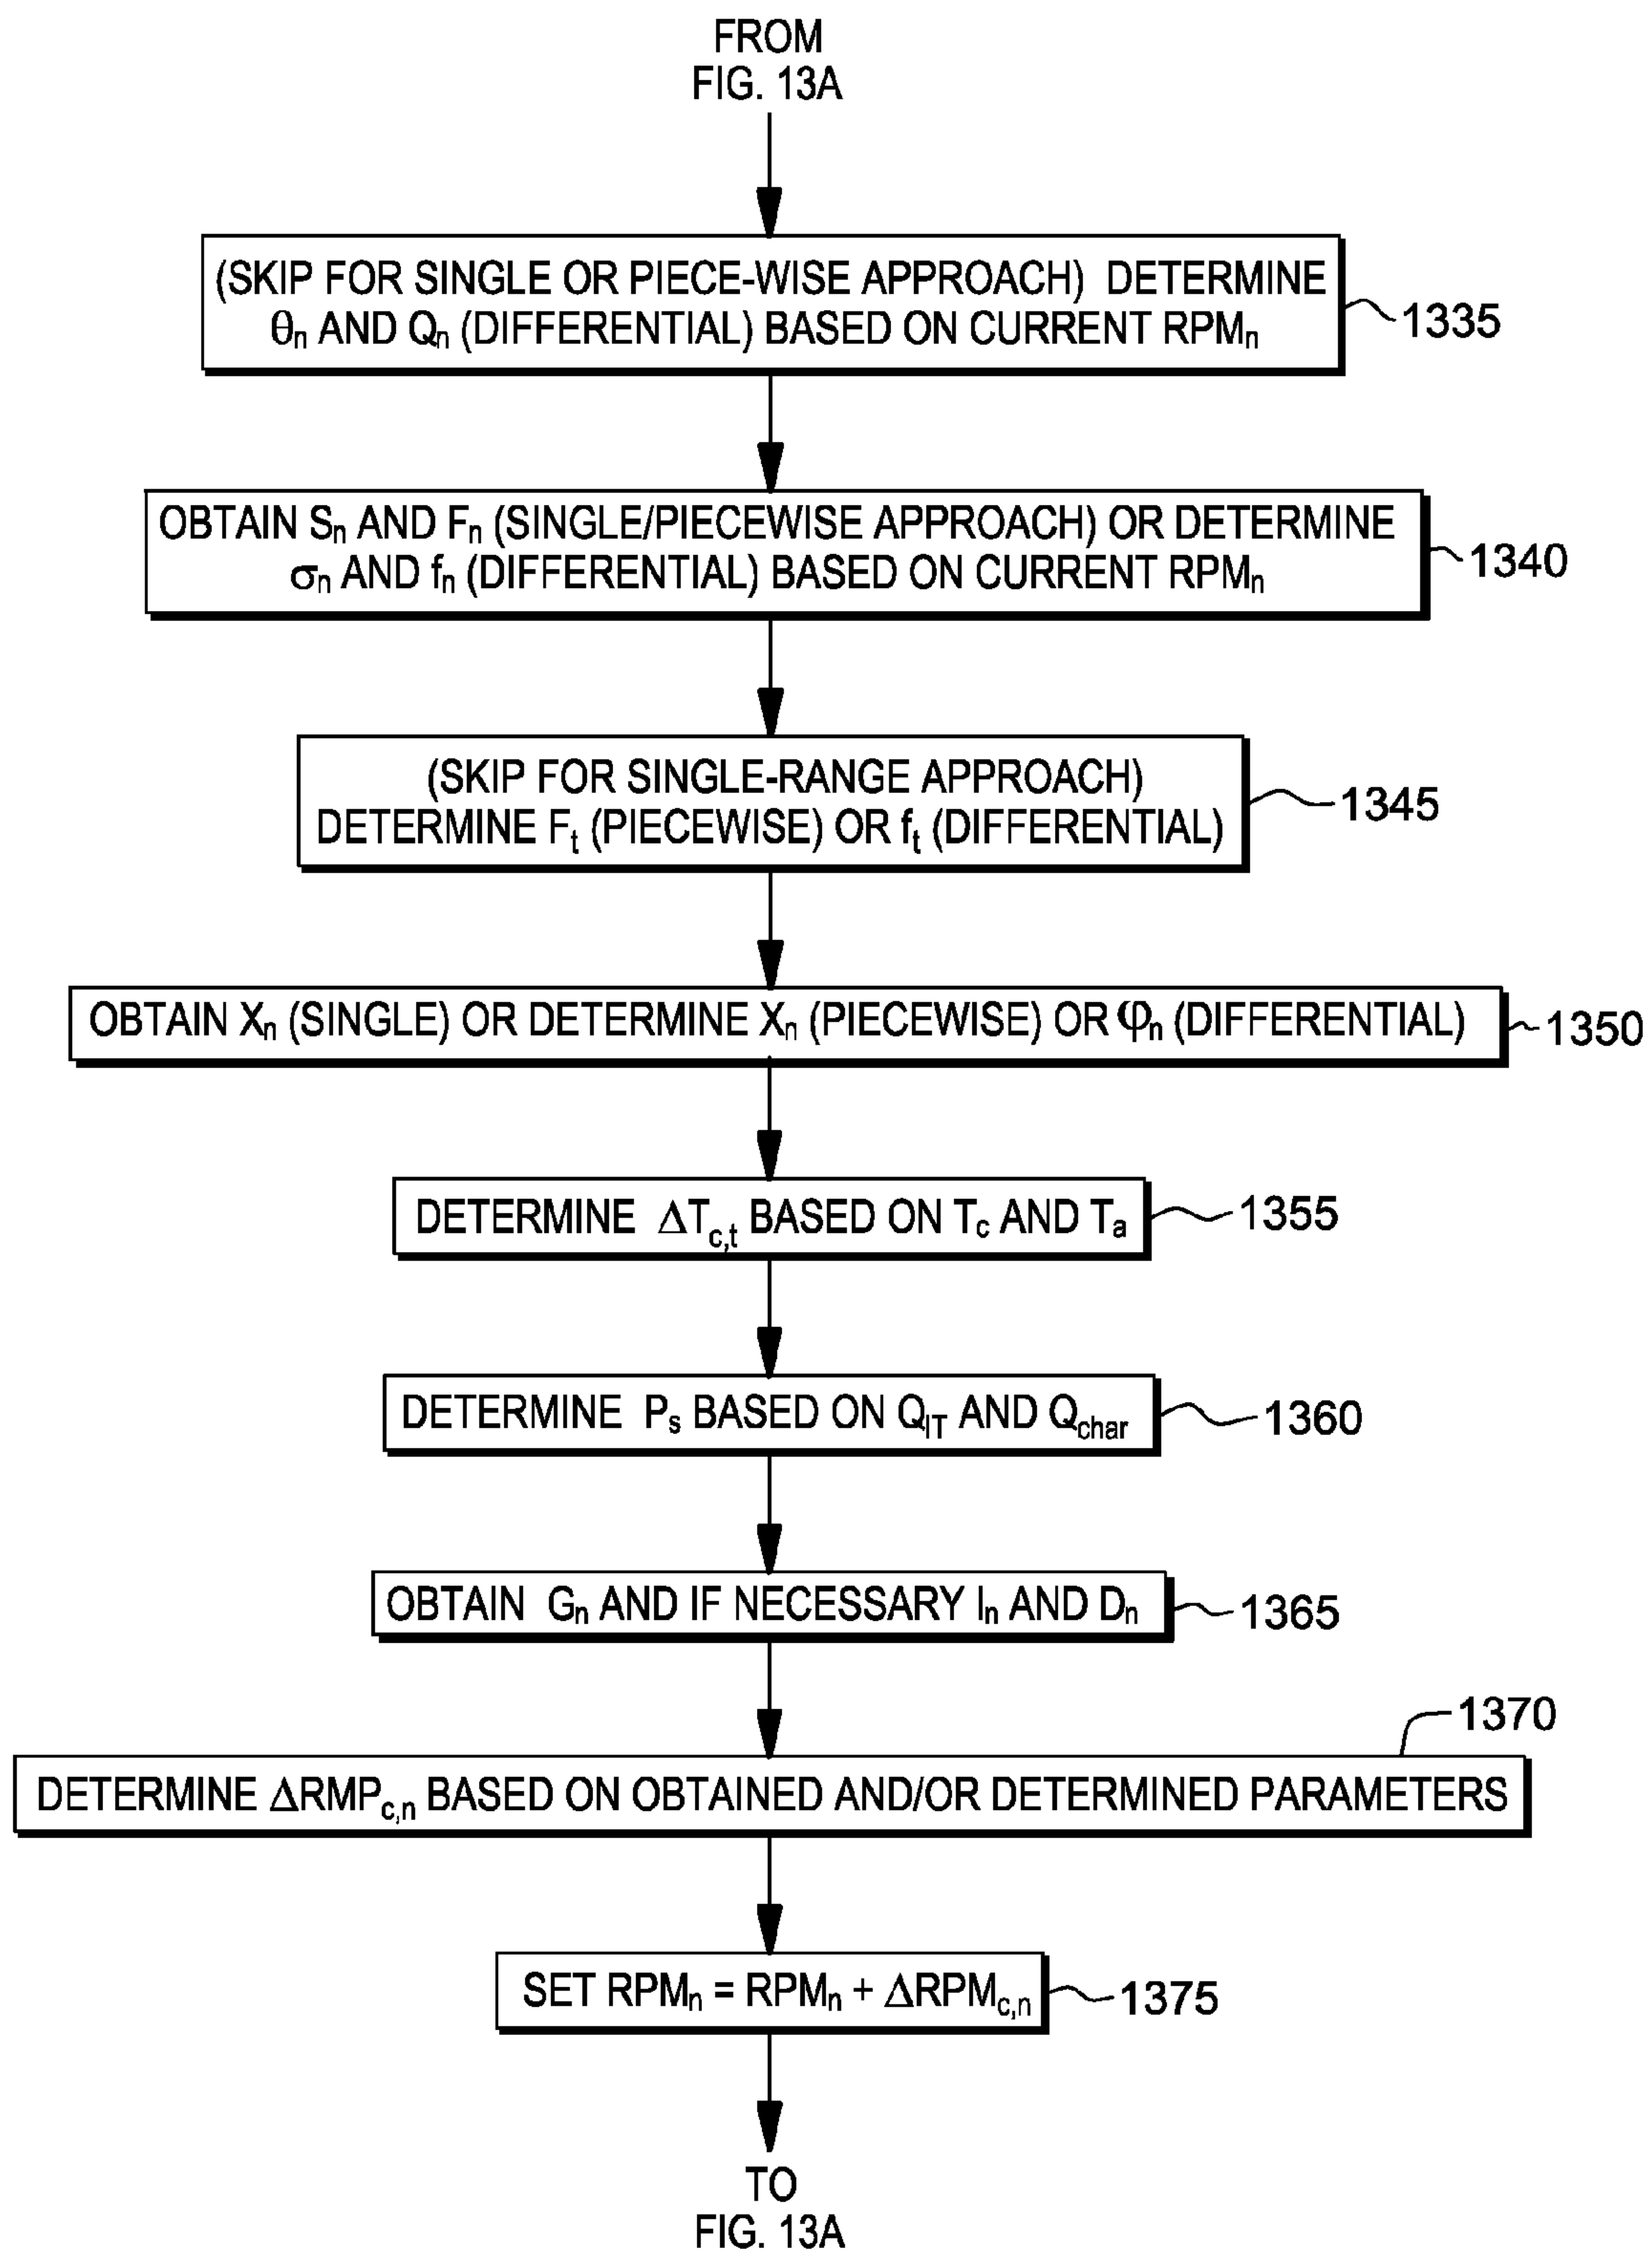 FROM
FIG. 13A
(SKIP FOR SINGLE OR PIECE-WISE APPROACH) DETERMINE
θn AND Qn (DIFFERENTIAL) BASED ON CURRENT RPMn
1335
OBTAIN Sn AND Fn (SINGLE/PIECEWISE APPROACH) OR DETERMINE
σn AND fn (DIFFERENTIAL) BASED ON CURRENT RPMn
1340
(SKIP FOR SINGLE-RANGE APPROACH)
DETERMINE Ft (PIECEWISE) OR ft (DIFFERENTIAL)
1345
OBTAIN Xn (SINGLE) OR DETERMINE Xn (PIECEWISE) OR φn (DIFFERENTIAL)
1350
DETERMINE ΔTc,t BASED ON Tc AND Ta
1355
DETERMINE Ps BASED ON QIT AND Qchar
1360
OBTAIN Gn AND IF NECESSARY In AND Dn
1365
1370
DETERMINE ΔRMPc,n BASED ON OBTAINED AND/OR DETERMINED PARAMETERS
SET RPMn = RPMn + ΔRPMc,n
1375
TO
FIG. 13A